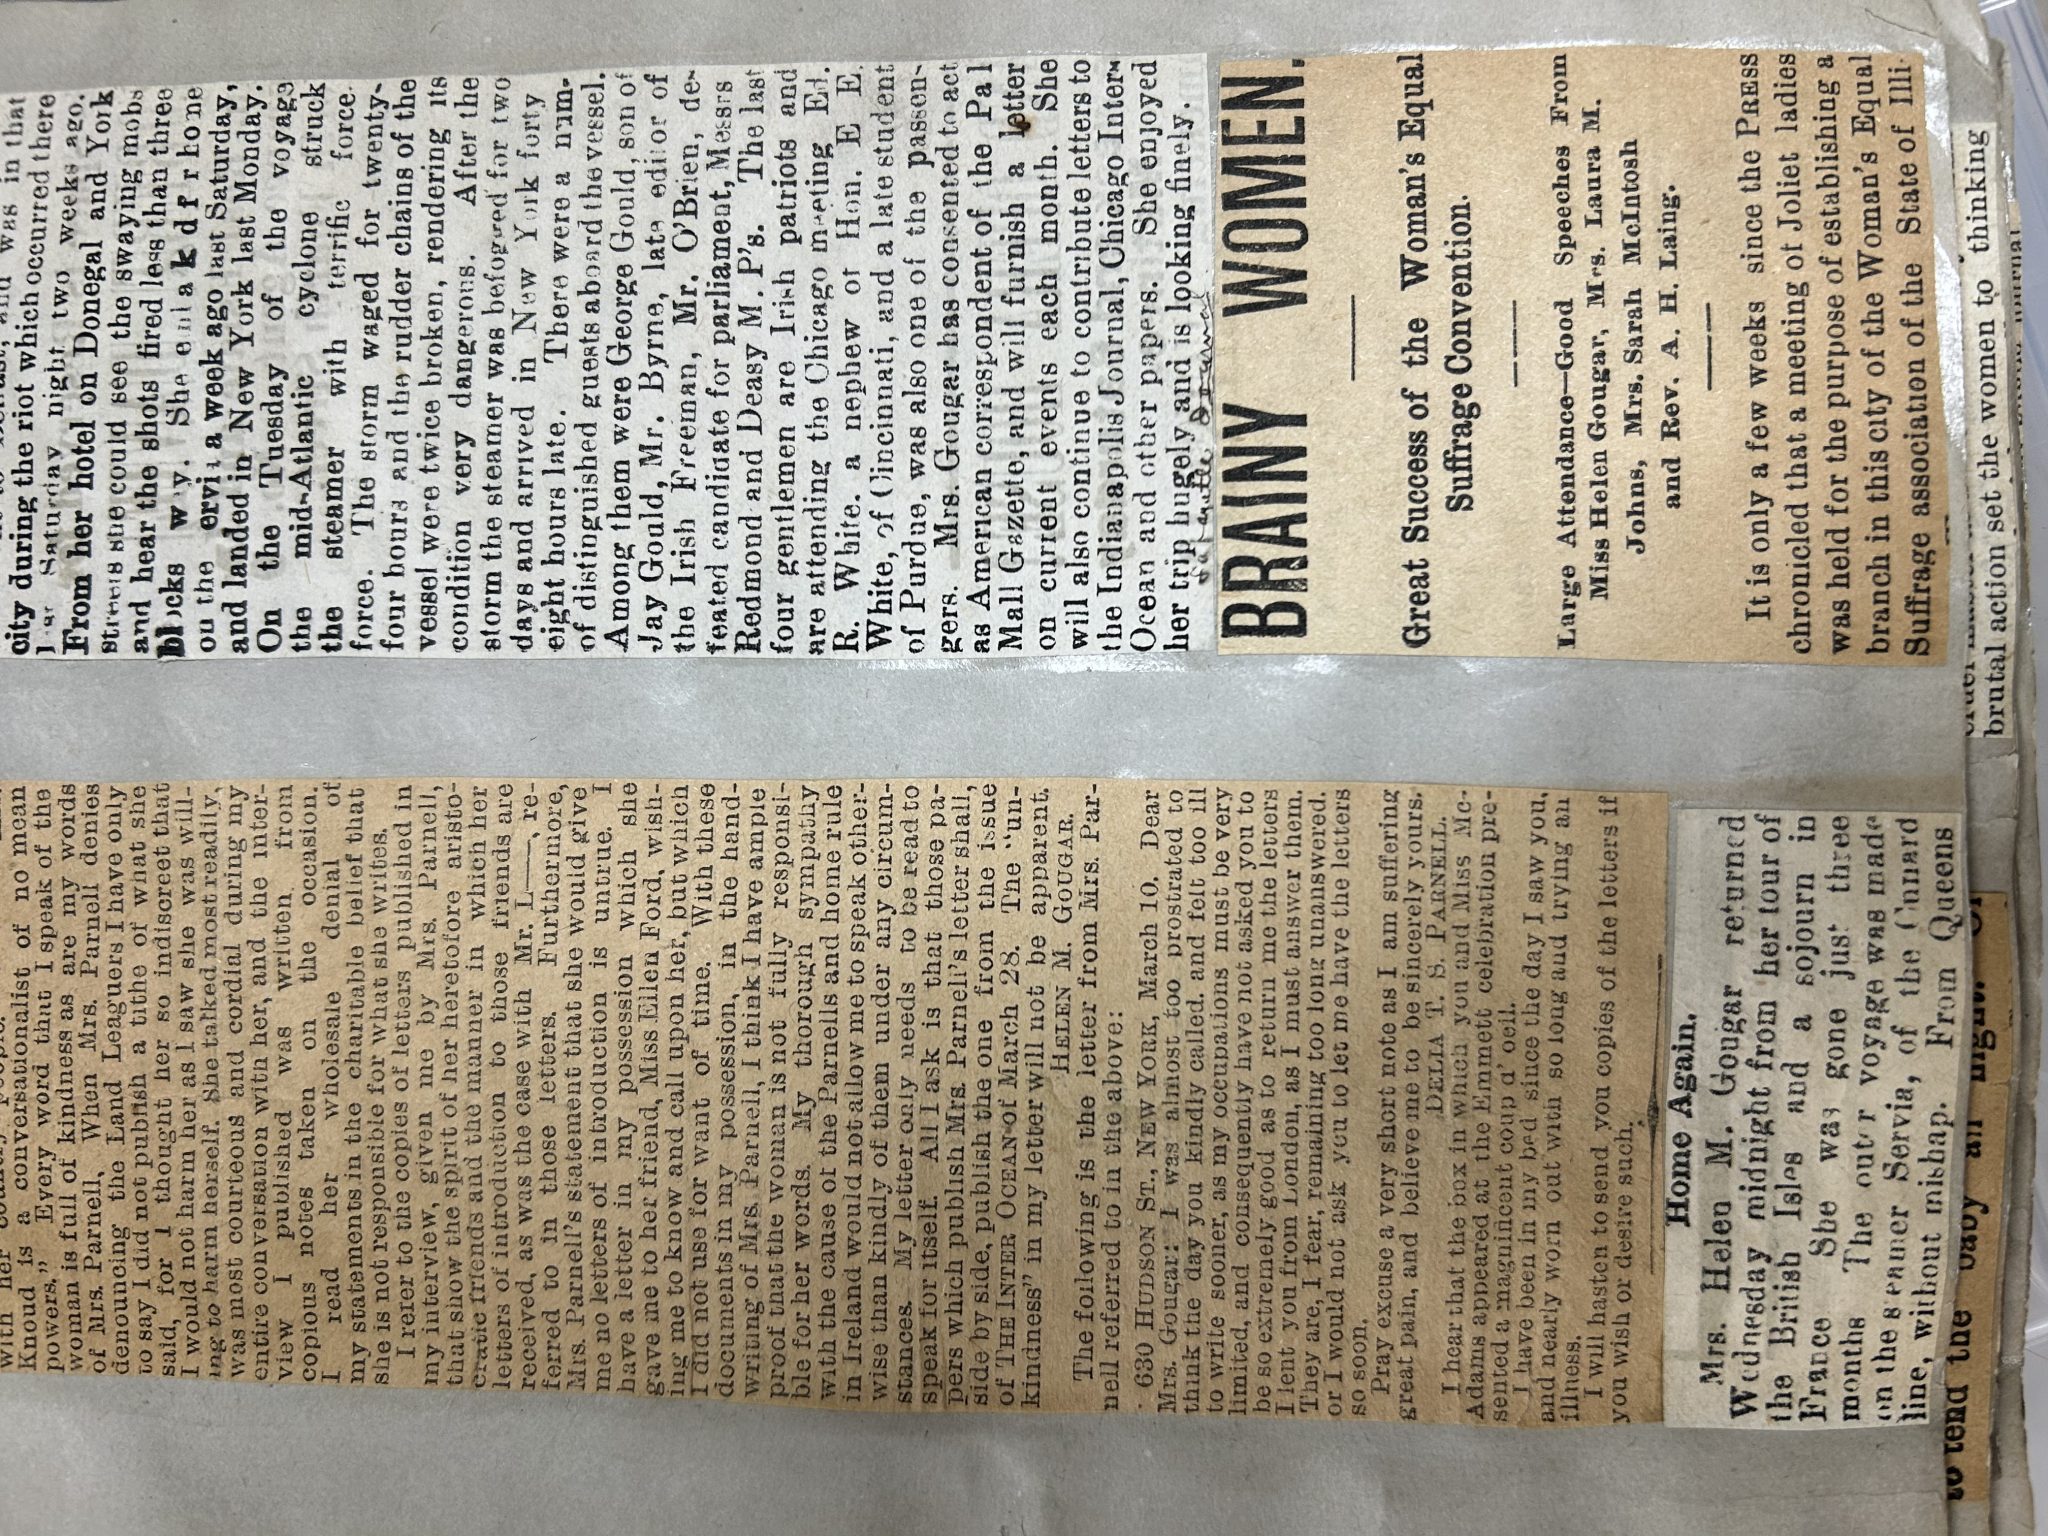 with her
Knoud is a conversationalist of no mean
powers." Every word that I speak of the
woman is full of kindness as are my words
of Mrs. Parnell, When Mrs. Parnell denies
denouncing the Land Leaguers I have only
to say I did not publish a tithe of what she
said, for I thought her so indiscreet that
I would not harm her as I saw she was will-
ing to harm herself. She talked most readily,
was most courteous and cordial during my
entire conversation with her, and the inter-
view I published was written from
copious notes taken on the occasion.
I read her wholesale denial of
my statements in the charitable belief that
she is not responsible for what she writes.
I refer to the copies of letters published in
my interview, given me by Mrs. Parnell,
that show the spirit of her heretofore aristo-
cratic friends and the manner in which her
letters of introduction to those friends are
received, as was the case with Mr. L——, re-
ferred to in those letters. Furthermore,
Mrs. Parnell's statement that she would give
me no letters of introduction is untrue. I
have a letter in my possession which she
gave me to her friend, Miss Ellen Ford, wish-
ing me to know and call upon her, but which
I did not use for want of time. With these
documents in my possession, in the hand-
writing of Mrs. Parnell, I think I have ample
proof that the woman is not fully responsi-
ble for her words. My thorough sympathy
with the cause of the Parnells and home rule
in Ireland would not allow me to speak other-
wise than kindly of them under any circum-
stances. My letter only needs to be read to
speak for itself. All I ask is that those pa-
pers which publish Mrs. Parnell's letter shall,
side by side, publish the one from the issue
of THE INTER OCEAN of March 28. The "un-
kindness" in my letter will not be apparent.
HELEN M. GOUGAR.
The following is the letter from Mrs. Par-
nell referred to in the above:
630 HUDSON ST., NEW YORK, March 10. Dear
Mrs. Gougar: I was almost too prostrated to
think the day you kindly called, and felt too ill
to write sooner, as my occupations must be very
limited, and consequently have not asked you to
be so extremely good as to return me the letters
I lent you from London, as I must answer them.
They are, I fear, remaining too long unanswered.
or I would not ask you to let me have the letters
so soon.
Pray excuse a very short note as I am suffering
great pain, and believe me to be sincerely yours.
DELIA T. S. PARNELL.
I hear that the box in which you and Miss Mc-
Adams appeared at the Emmett celebration pre-
sented a magnificent coup d' oeil.
I have been in my bed since the day I saw you,
and nearly worn out with so long and trying an
illness.
I will hasten to send you copies of the letters if
you wish or desire such.
Home Again.
Mrs. Helen M. Gougar returned
Wednesday midnight from her tour of
the British Isles and a sojourn in
France She was gone just three
months The outer voyage was made
on the steamer Servia, of the Cunard
line, without mishap. From Queens
to tend the baby all night.
city during the riot which occurred there
last Saturday night two weeks ago.
From her hotel on Donegal and York
streets she could see the swaying mobs
and hear the shots fired less than three
blocks away. She
on the Servia a week ago last Saturday,
and landed in New York last Monday.
On the Tuesday of the voyage
the mid-Atlantic cyclone struck
the steamer with terrific force.
force. The storm waged for twenty-
four hours and the rudder chains of the
vessel were twice broken, rendering its
condition very dangerous. After the
storm the steamer was befogged for two
days and arrived in New York forty
eight hours late. There were a num-
of distinguished guests aboard the vessel.
Among them were George Gould, son of
Jay Gould, Mr. Byrne, late editor of
the Irish Freeman, Mr. O'Brien, de-
feated candidate for parliament, Messrs
Redmond and Deasy M. P's. The last
four gentlemen are Irish patriots and
are attending the Chicago meeting Ed.
R. White, a nephew of Hon. E E.
White, of Cincinnati, and a late student
of Purdue, was also one of the passen-
gers. Mrs. Gougar has consented to act
as American correspondent of the Pal
Mall Gazette, and will furnish a letter
on current events each month. She
will also continue to contribute letters to
the Indianapolis Journal, Chicago Inter-
Ocean and other papers. She enjoyed
her trip hugely and is looking finely.
Lafayette Journal
BRAINY WOMEN.
Great Success of the Woman's Equal
Suffrage Convention.
Large Attendance—Good Speeches From
Miss Helen Gougar, Mrs. Laura M.
Johns, Mrs. Sarah McIntosh
and Rev. A. H. Laing.
It is only a few weeks since the PRESS
chronicled that a meeting of Joliet ladies
was held for the purpose of establishing a
branch in this city of the Woman's Equal
Suffrage association of the State of Illi-
brutal action set the women to thinking